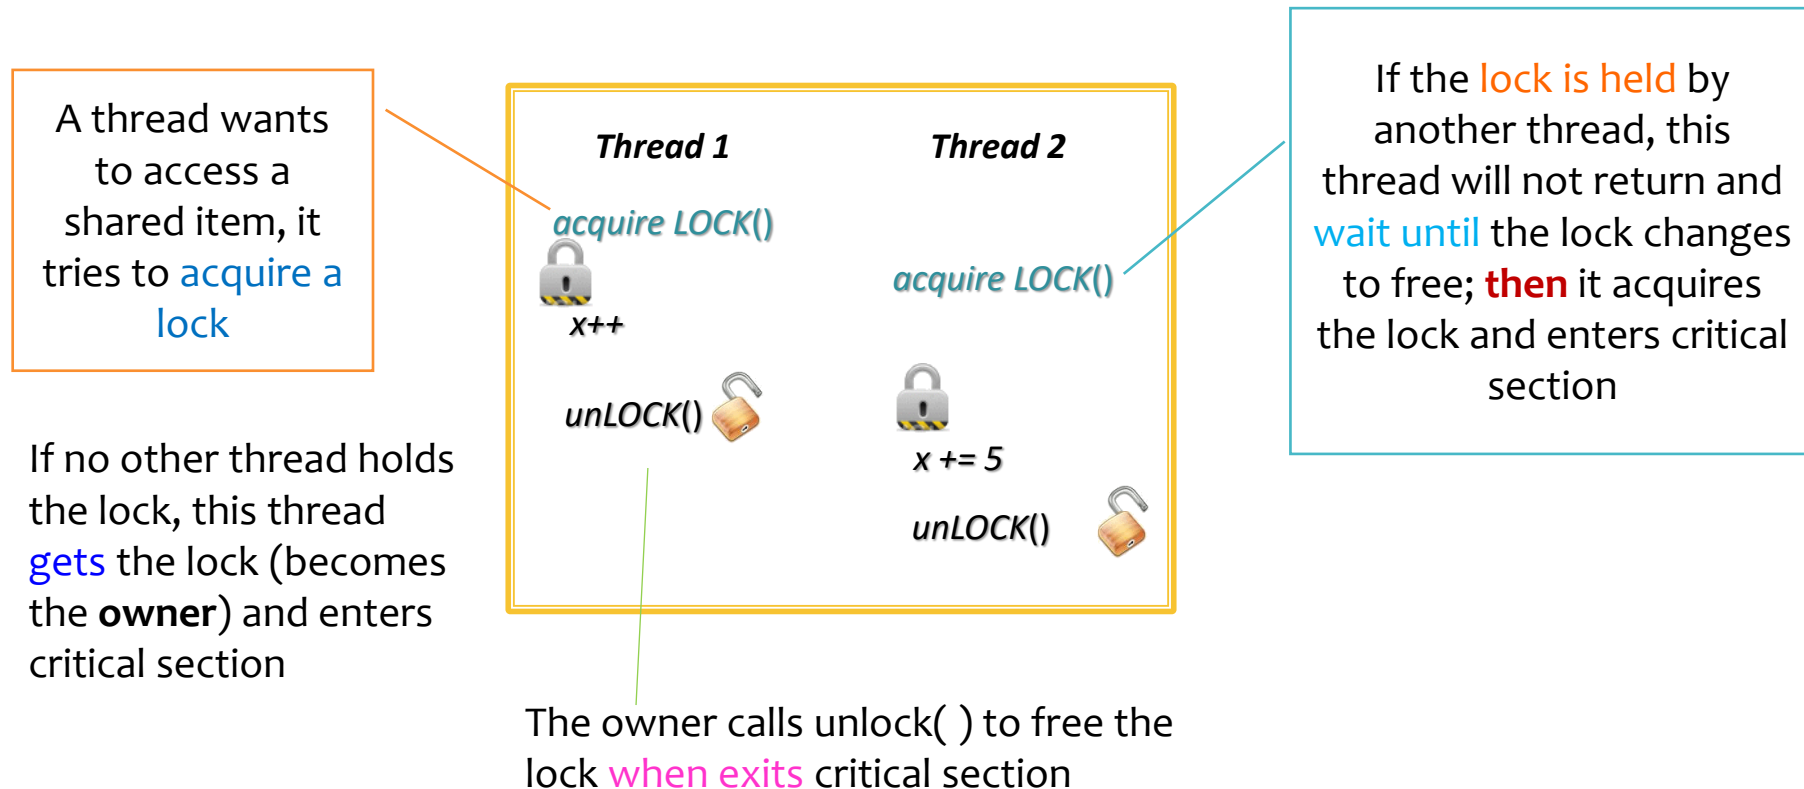 A thread wants
to access a
shared item, it
tries to acquire a
lock
If no other thread holds
the lock, this thread
gets the lock (becomes
the owner) and enters
critical section
Thread 1
acquire LOCK()
x++
unLOCK()
Thread 2
acquire LOCK()
x += 5
unLOCK()
The owner calls unlock( ) to free the
lock when exits critical section
If the lock is held by
another thread, this
thread will not return and
wait until the lock changes
to free; then it acquires
the lock and enters critical
section